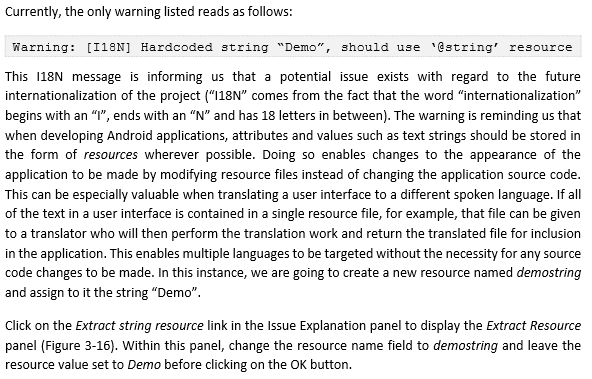 Currently, the only warning listed reads as follows:
Warning: [I18N] Hardcoded string “Demo”, should use ‘@string’ resource
This I18N message is informing us that a potential issue exists with regard to the future
internationalization of the project (“I18N” comes from the fact that the word “internationalization”
begins with an “I”, ends with an “N” and has 18 letters in between). The warning is reminding us that
when developing Android applications, attributes and values such as text strings should be stored in
the form of resources wherever possible. Doing so enables changes to the appearance of the
application to be made by modifying resource files instead of changing the application source code.
This can be especially valuable when translating a user interface to a different spoken language. If all
of the text in a user interface is contained in a single resource file, for example, that file can be given
to a translator who will then perform the translation work and return the translated file for inclusion
in the application. This enables multiple languages to be targeted without the necessity for any source
code changes to be made. In this instance, we are going to create a new resource named demostring
and assign to it the string “Demo”.
Click on the Extract string resource link in the Issue Explanation panel to display the Extract Resource
panel (Figure 3-16). Within this panel, change the resource name field to demostring and leave the
resource value set to Demo before clicking on the OK button.